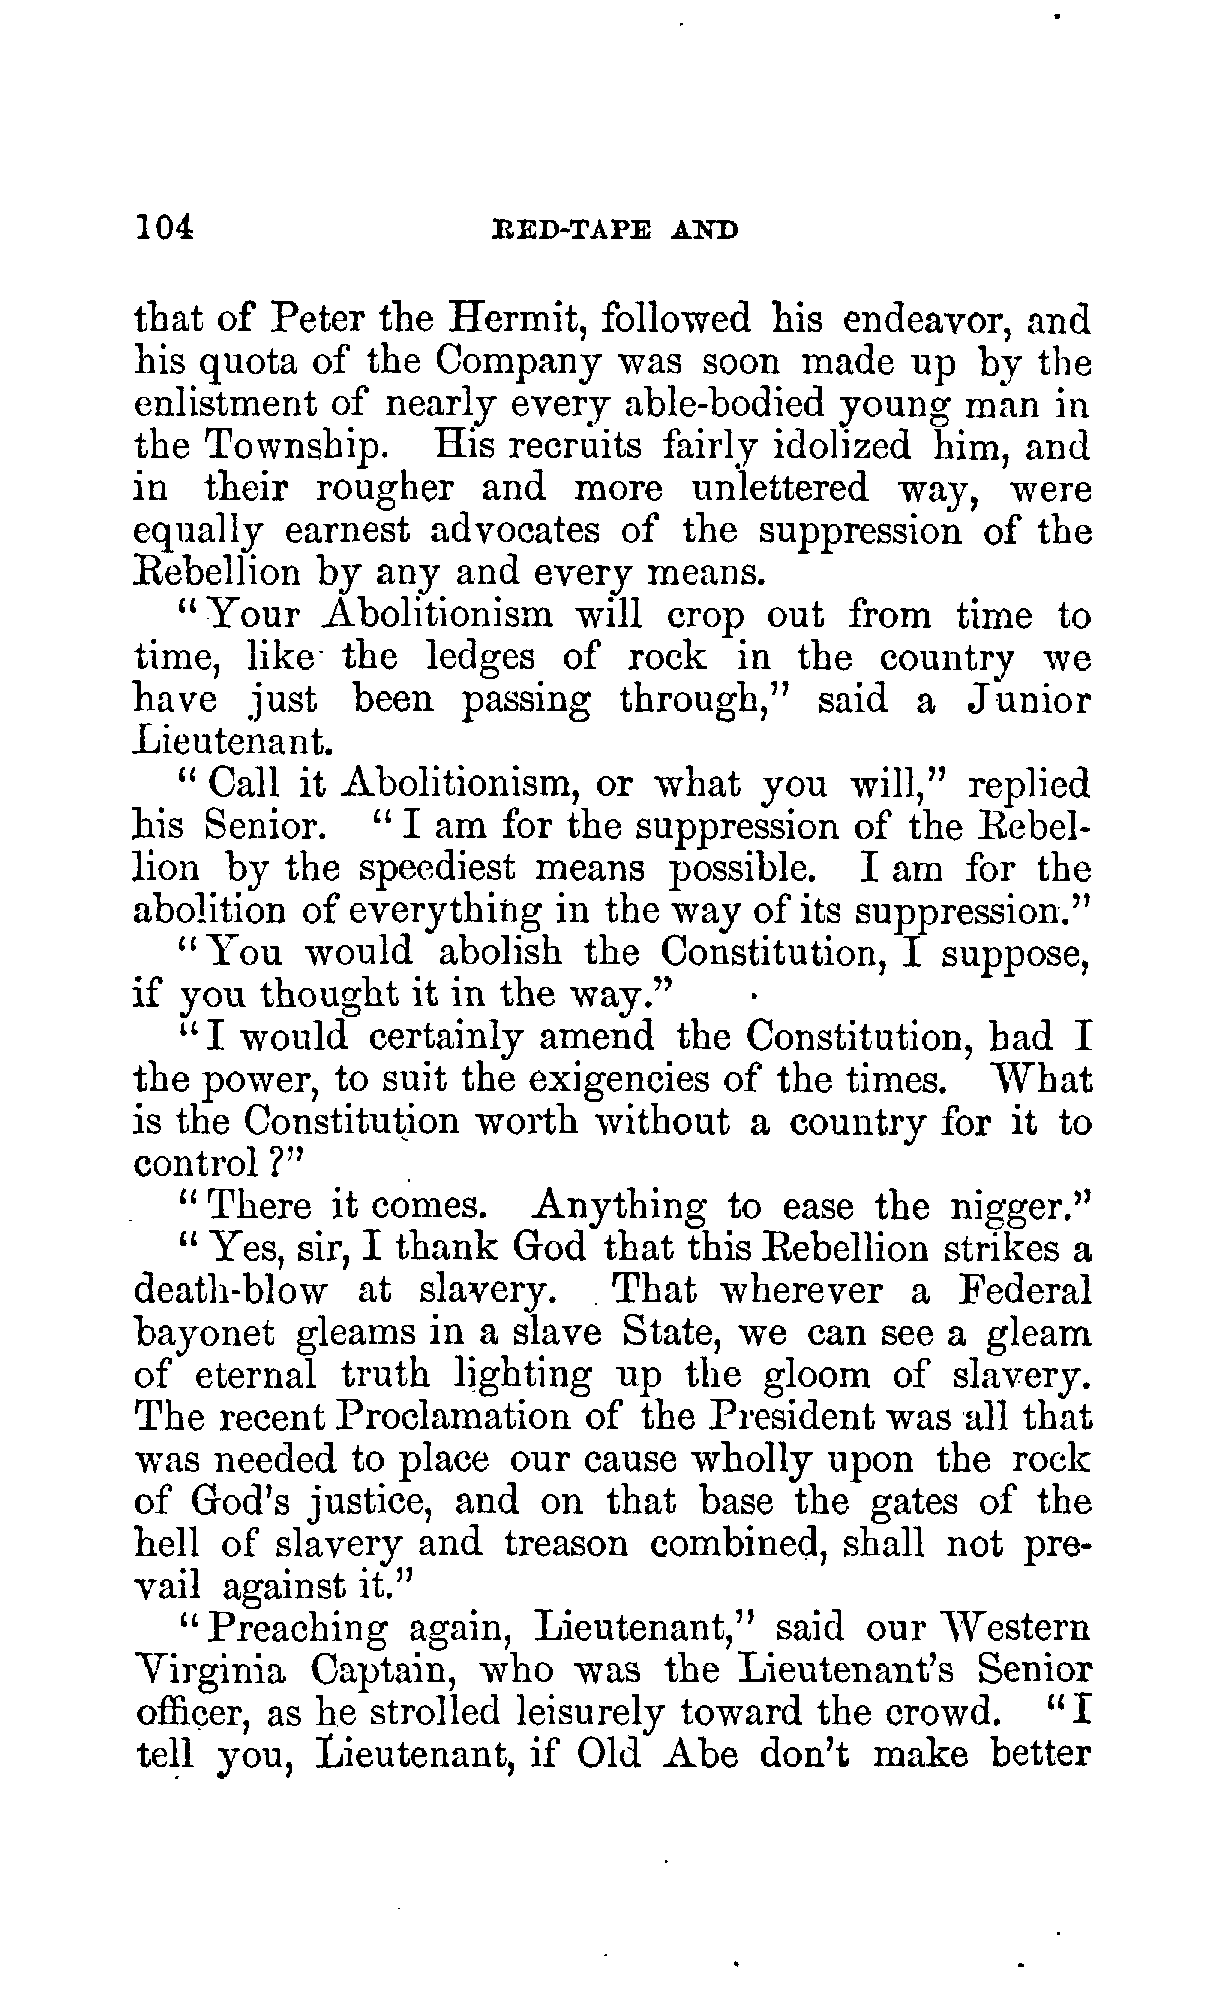 104 RED-TAPE AND
that of Peter the Hermit, followed his endeavor, and
his quota of the Company was soon made up by the
enlistment of nearly every able-bodied young man in
the Township. His recruits fairly idolized him, and
in their rougher and more unlettered way, were
equally earnest advocates of the suppression of the
Rebellion by any and every means.
"Your Abolitionism will crop out from time to
time, like the ledges of rock in the country we
have just been passing through," said a Junior
Lieutenant.
"Call it Abolitionism, or what you will," replied
his Senior. "I am for the suppression of the Rebel-
lion by the speediest means possible. I am for the
abolition of everything in the way of its suppression."
"You would abolish the Constitution, I suppose,
if you thought it in the way."
"I would certainly amend the Constitution, had I
the power, to suit the exigencies of the times. What
is the Constitution worth without a country for it to
control?"
"There it comes. Anything to ease the nigger."
"Yes, sir, I thank God that this Rebellion strikes a
death-blow at slavery. That wherever a Federal
bayonet gleams in a slave State, we can see a gleam
of eternal truth lighting up the gloom of slavery.
The recent Proclamation of the President was all that
was needed to place our cause wholly upon the rock
of God's justice, and on that base the gates of the
hell of slavery and treason combined, shall not pre-
vail against it."
"Preaching again, Lieutenant," said our Western
Virginia Captain, who was the Lieutenant's Senior
officer, as he strolled leisurely toward the crowd. "I
tell you, Lieutenant, if Old Abe don't make better